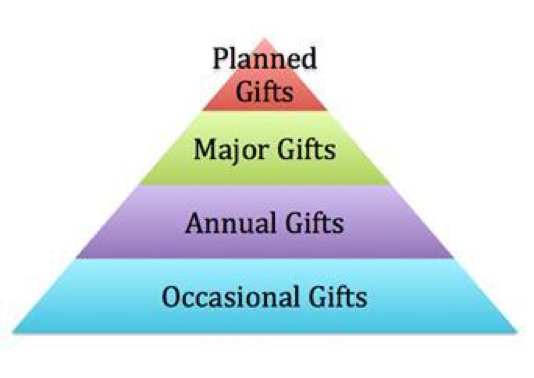 Planned
Gifts
Major Gifts
Annual Gifts
Occasional Gifts